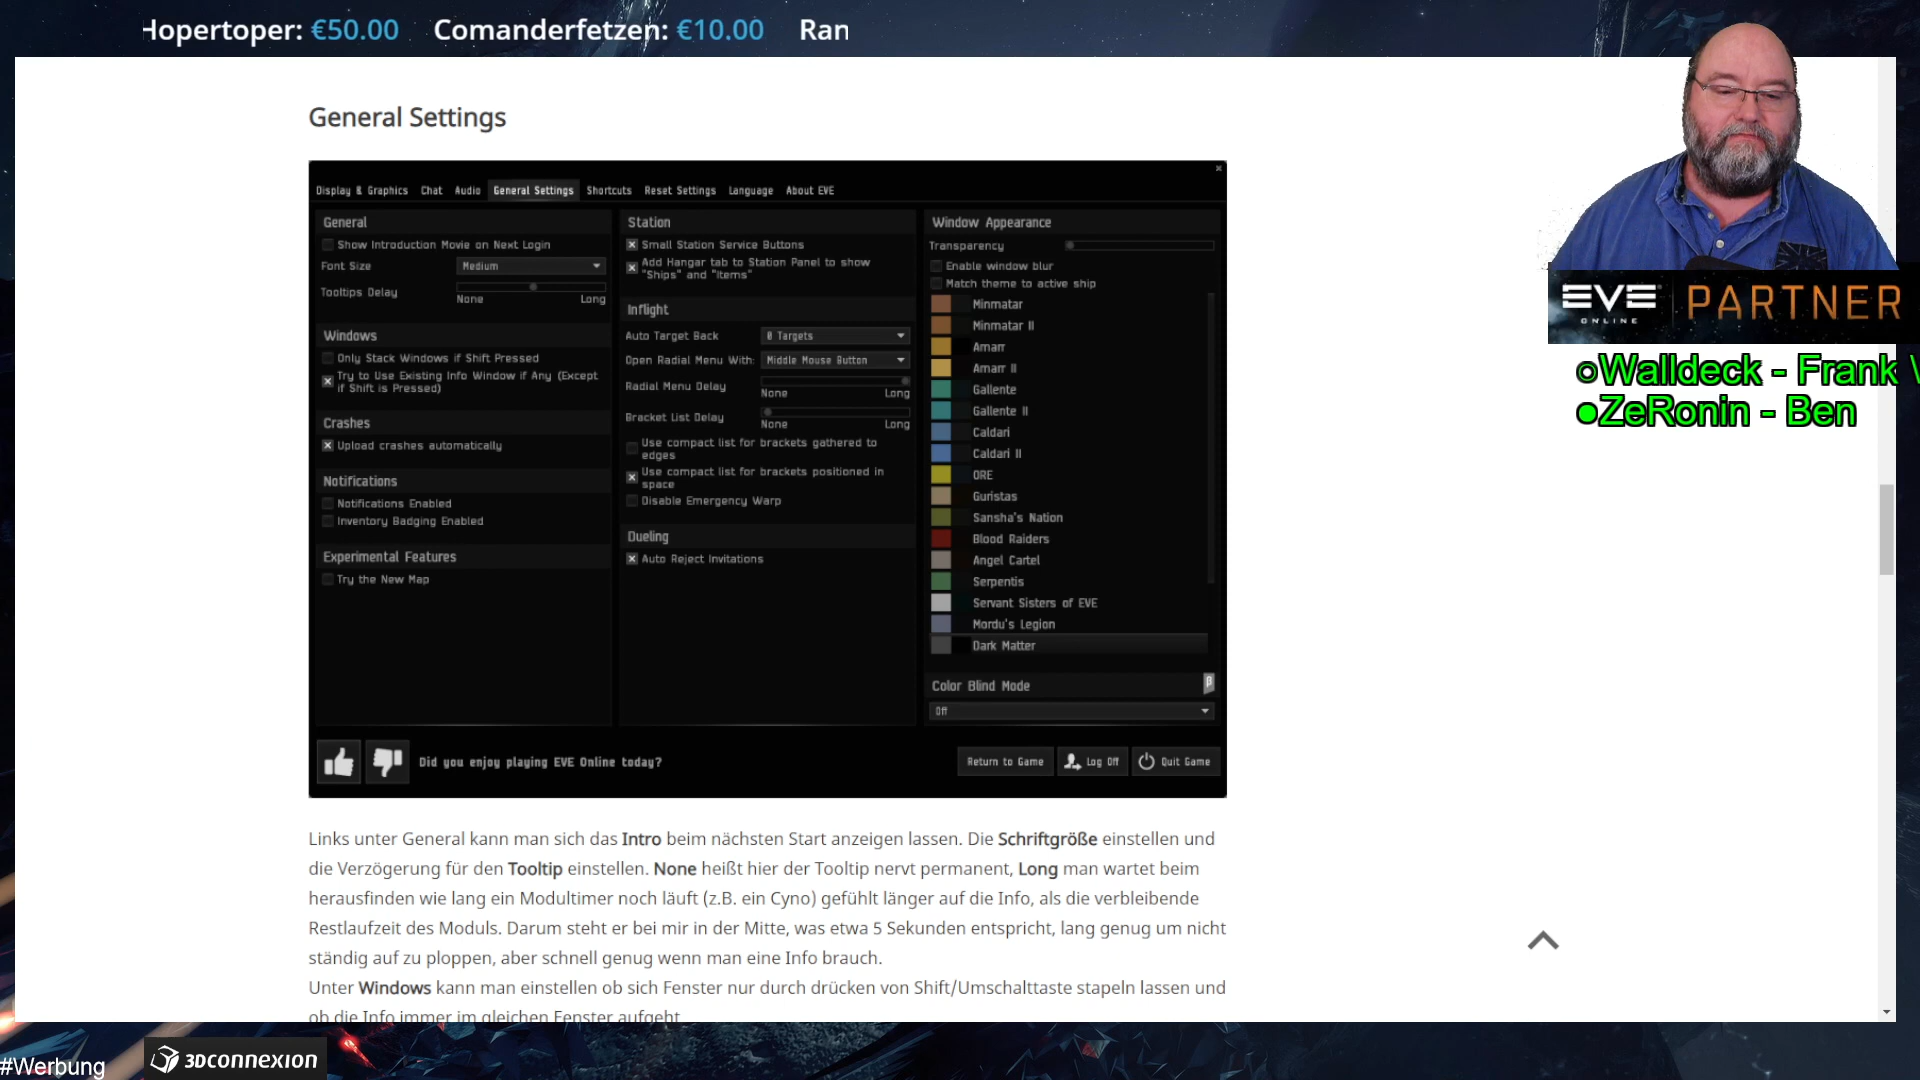 Hopertoper: €50.00 Comanderfetzen: €10.00 Ran
General Settings
Display & Graphics Chat Audio General Settings Shortcuts Reset Settings Language About EVE
General
Show Introduction Movie on Next Login
Font Size Medium
Tooltips Delay
None Long
Windows
Only Stack Windows if Shift Pressed
Try to Use Existing Info Window if Any (Except
if Shift is Pressed)
Crashes
Upload crashes automatically
Notifications
Notifications Enabled
Inventory Badging Enabled
Experimental Features
Try the New Map
Station
Small Station Service Buttons
Add Hangar tab to Station Panel to show
"Ships" and "Items"
Inflight
Auto Target Back 0 Targets
Open Radial Menu With: Middle Mouse Button
Radial Menu Delay
None Long
Bracket List Delay
None Long
Use compact list for brackets gathered to
edges
Use compact list for brackets positioned in
space
Disable Emergency Warp
Dueling
Auto Reject Invitations
Window Appearance
Transparency
Enable window blur
Match theme to active ship
Minmatar
Minmatar II
Amarr
Amarr II
Gallente
Gallente II
Caldari
Caldari II
ORE
Guristas
Sansha's Nation
Blood Raiders
Angel Cartel
Serpentis
Servant Sisters of EVE
Mordu's Legion
Dark Matter
Color Blind Mode β
Off
Did you enjoy playing EVE Online today?
Return to Game Log Off Quit Game
Links unter General kann man sich das Intro beim nächsten Start anzeigen lassen. Die Schriftgröße einstellen und
die Verzögerung für den Tooltip einstellen. None heißt hier der Tooltip nervt permanent, Long man wartet beim
herausfinden wie lang ein Modultimer noch läuft (z.B. ein Cyno) gefühlt länger auf die Info, als die verbleibende
Restlaufzeit des Moduls. Darum steht er bei mir in der Mitte, was etwa 5 Sekunden entspricht, lang genug um nicht
ständig auf zu ploppen, aber schnell genug wenn man eine Info brauch.
Unter Windows kann man einstellen ob sich Fenster nur durch drücken von Shift/Umschalttaste stapeln lassen und
ob die Info immer im gleichen Fenster aufgeht
EVE ONLINE PARTNER
○Walldeck - Frank
●ZeRonin - Ben
#Werbung
3DCONNEXION